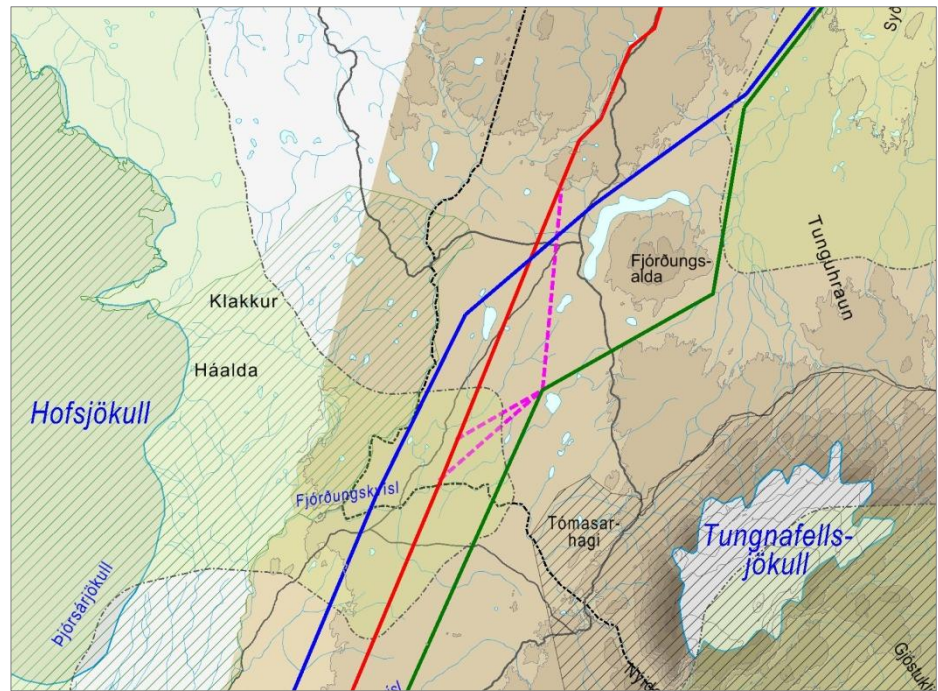 Klakkur
Fjórðungs-
alda
Tunguhraun
Háalda
Hofsjökull
Fjórðungskvísl
Tómasar-
hagi
Tungnafells-
jökull
Þjórsárjökull